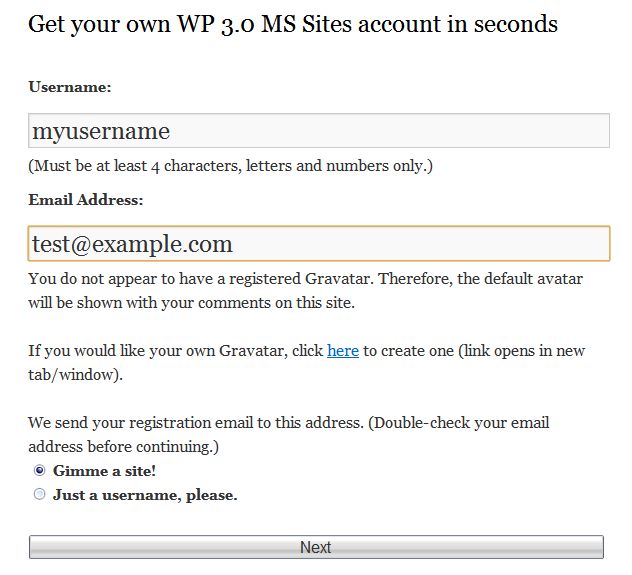 Get your own WP 3.0 MS Sites account in seconds
Username:
myusername
(Must be at least 4 characters, letters and numbers only.)
Email Address:
test@example.com
You do not appear to have a registered Gravatar. Therefore, the default avatar
will be shown with your comments on this site.
If you would like your own Gravatar, click here to create one (link opens in new
tab/window).
We send your registration email to this address. (Double-check your email
address before continuing.)
Gimme a site!
Just a username, please.
Next